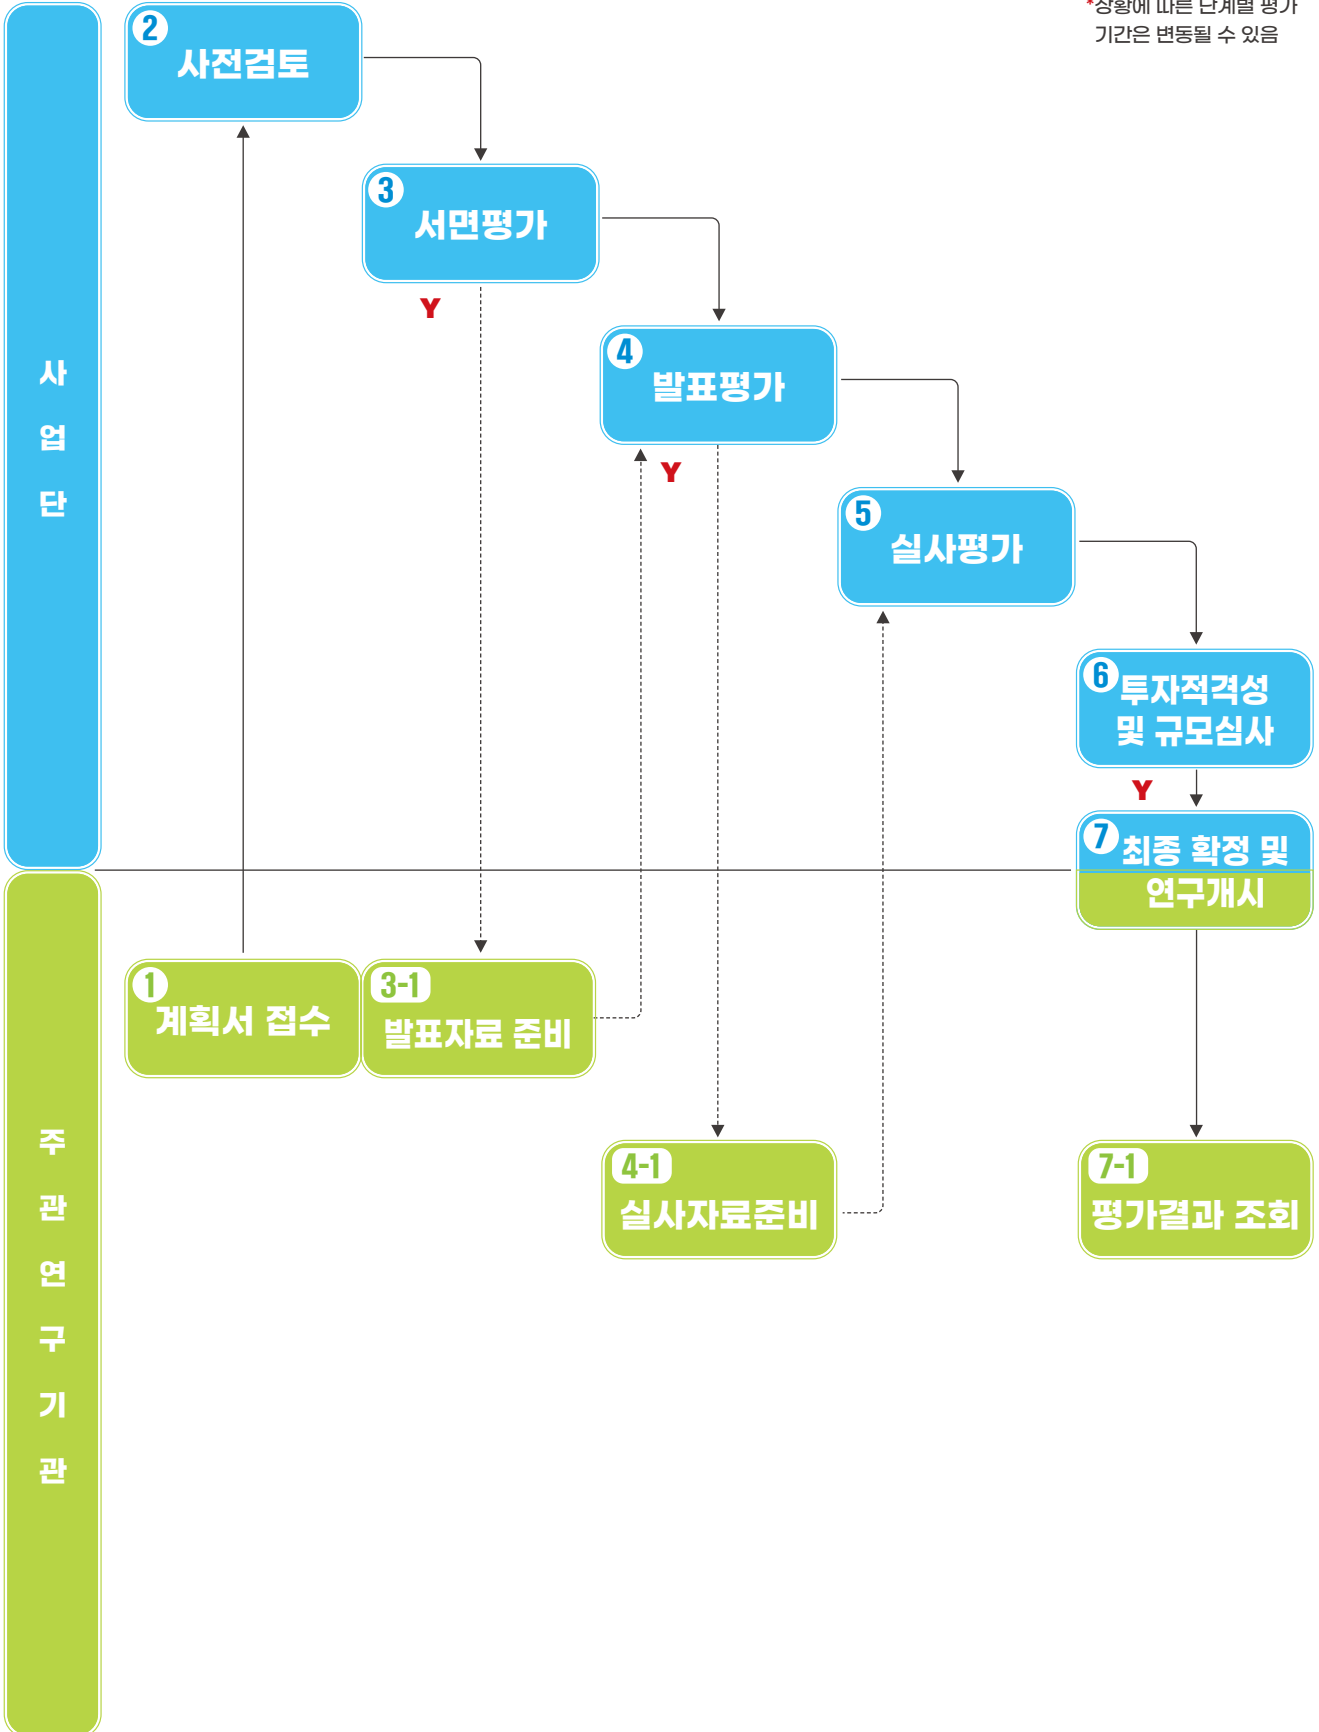 *상황에 따른 단계별 평가
기간은 변동될 수 있음
사업단
2
사전검토
3
서면평가
Y
4
발표평가
Y
5
실사평가
6
투자적격성
및 규모심사
Y
7
최종 확정 및
연구개시
주관연구기관
1
계획서 접수
3-1
발표자료 준비
4-1
실사자료준비
7-1
평가결과 조회